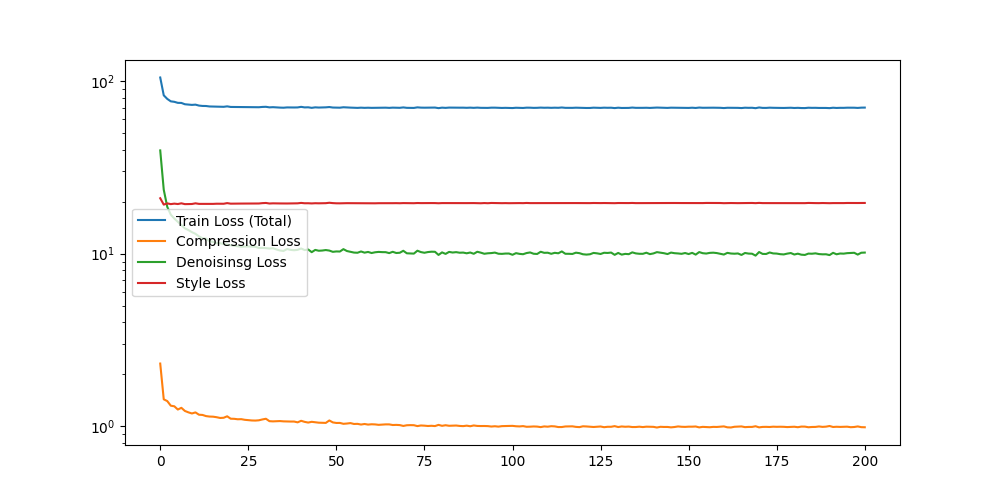 10²
10¹
10⁰
Train Loss (Total)
Compression Loss
Denoisinsg Loss
Style Loss
0 25 50 75 100 125 150 175 200